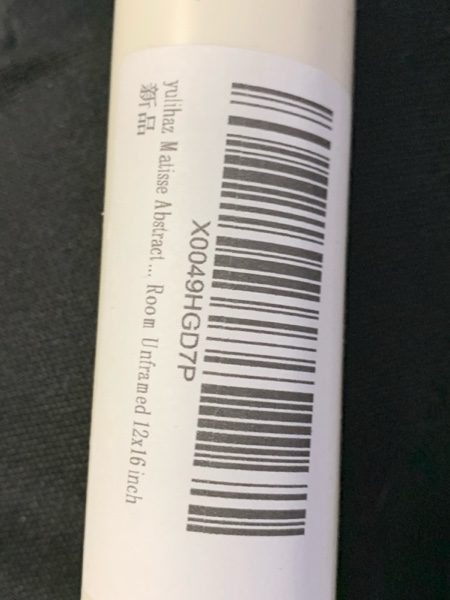 X0049HGD7P
yulihaz Matisse Abstract... Room Unframed 12x16 inch
新品